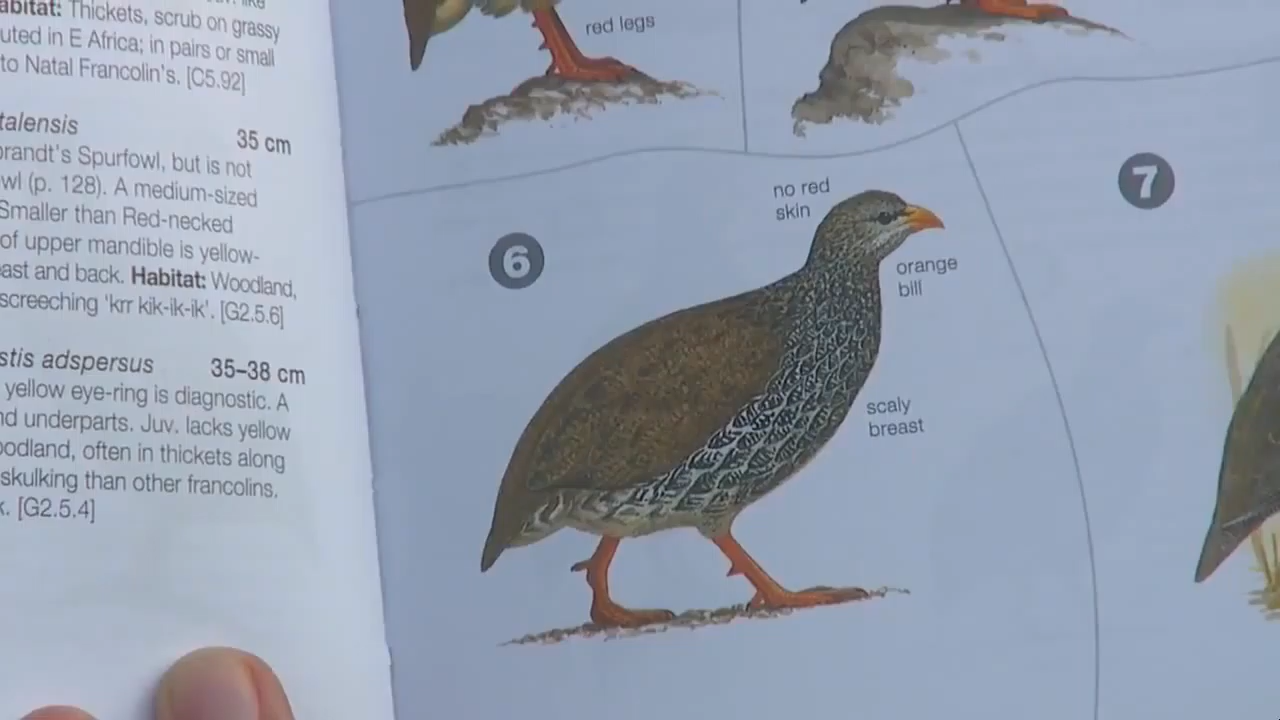 abitat: Thickets, scrub on grassy
uted in E Africa; in pairs or small
to Natal Francolin's. [C5.92]
talensis 35 cm
brandt's Spurfowl, but is not
wl (p. 128). A medium-sized
Smaller than Red-necked
of upper mandible is yellow-
ast and back. Habitat: Woodland,
screeching 'krr kik-ik-ik'. [G2.5.6]
stis adspersus 35–38 cm
yellow eye-ring is diagnostic. A
nd underparts. Juv. lacks yellow
oodland, often in thickets along
skulking than other francolins.
k. [G2.5.4]
red legs
6
no red
skin
orange
bill
scaly
breast
7